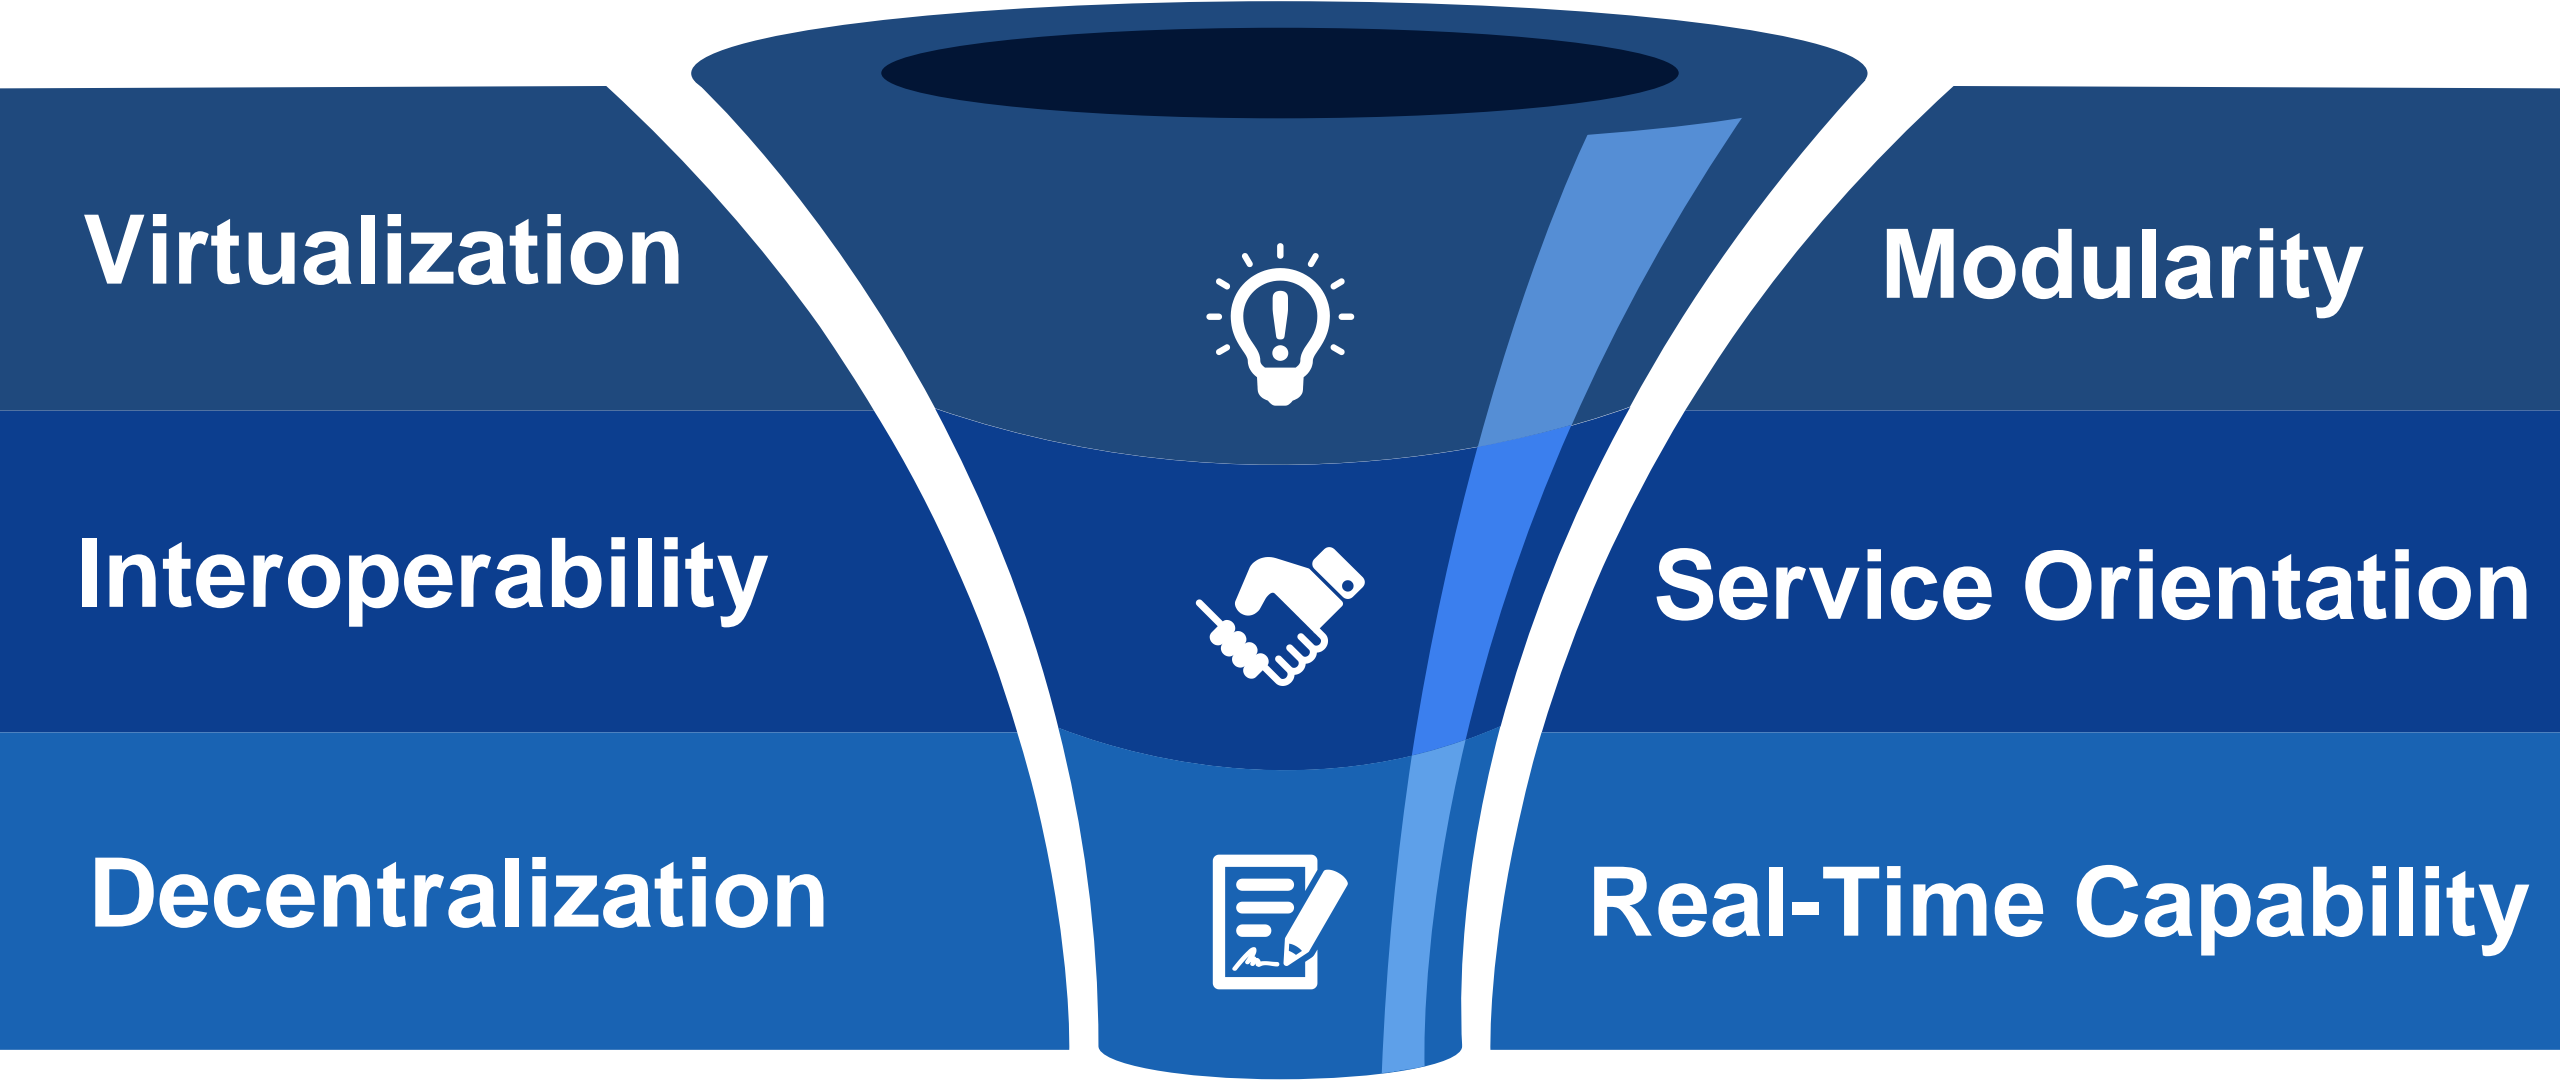 Virtualization
Modularity
Interoperability
Service Orientation
Decentralization
Real-Time Capability